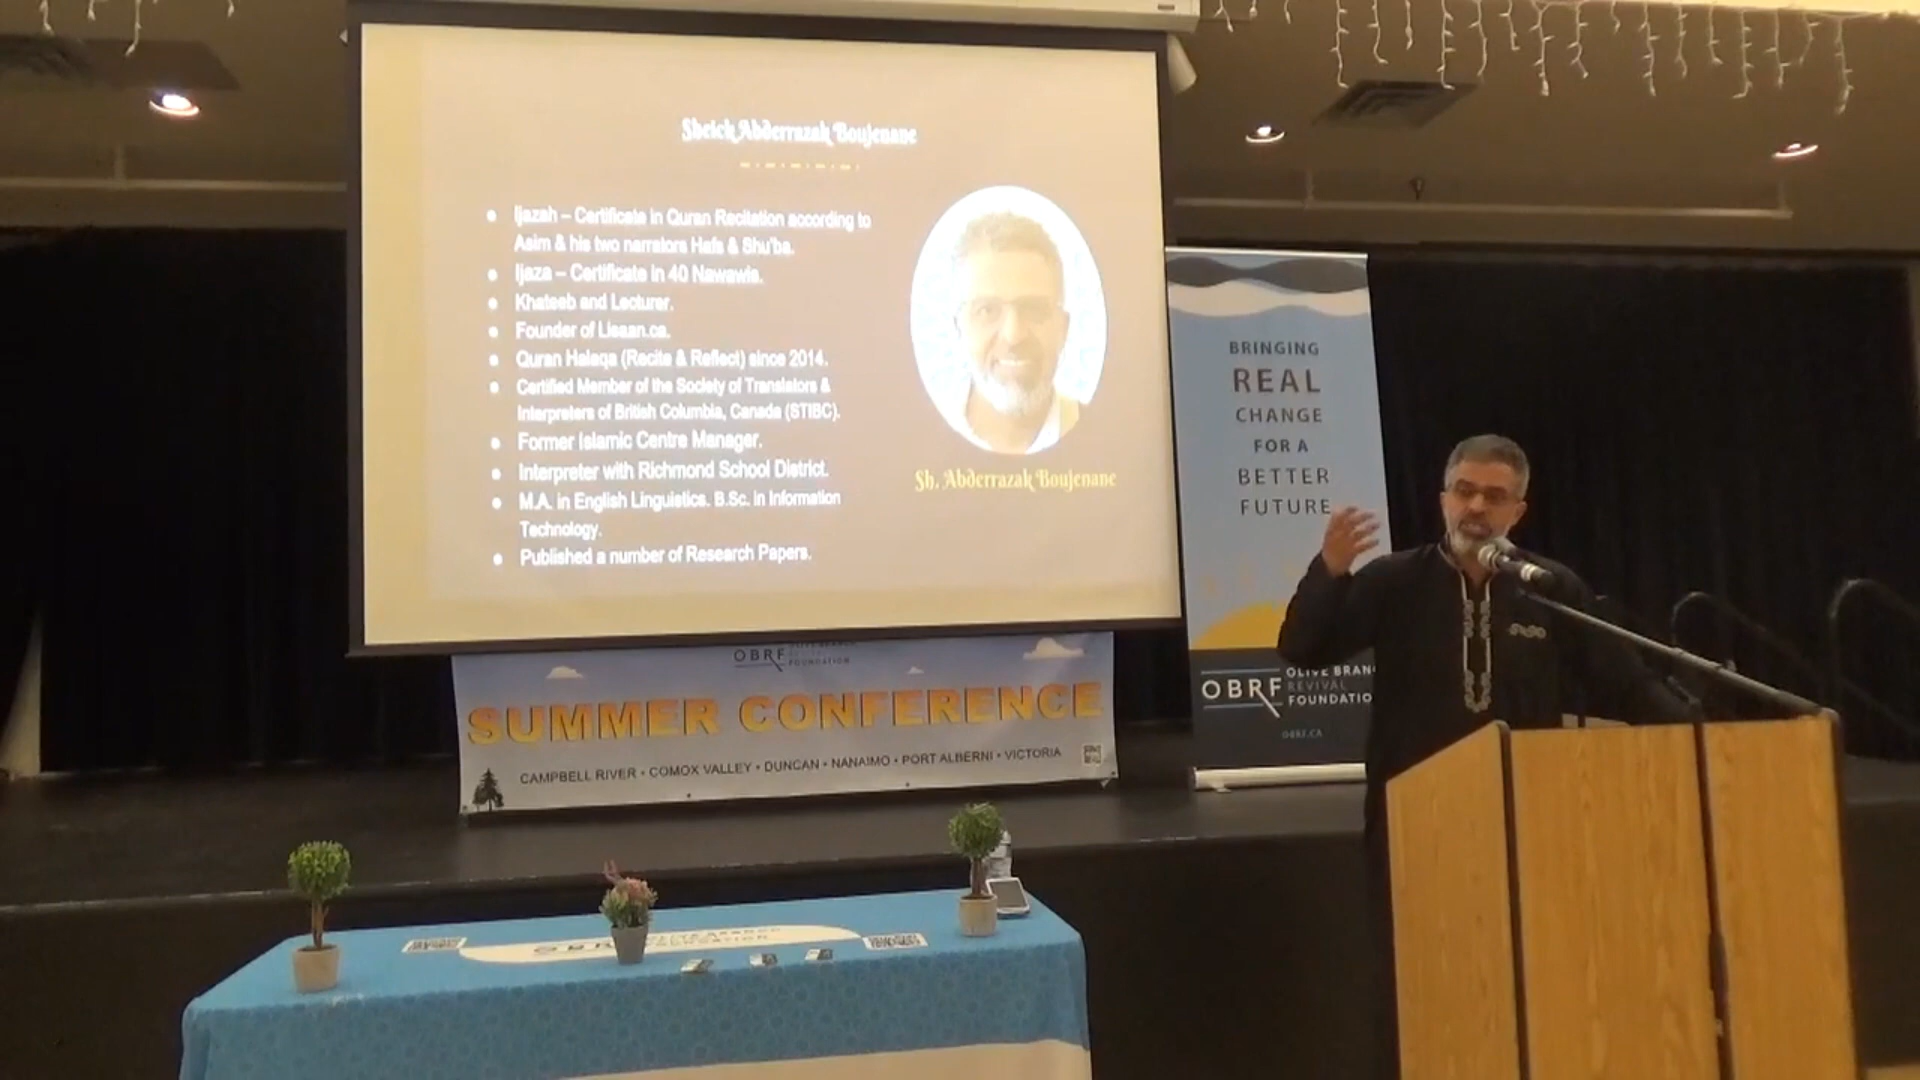 Sheick Abderrazak Boujenane
Ijazah – Certificate in Quran Recitation according to
Asim & his two narrators Hafs & Shu'ba.
Ijaza – Certificate in 40 Nawawis.
Khateeb and Lecturer.
Founder of Lisaan.ca.
Quran Halaqa (Recite & Reflect) since 2014.
Certified Member of the Society of Translators &
Interpreters of British Columbia, Canada (STIBC).
Former Islamic Centre Manager.
Interpreter with Richmond School District.
M.A. in English Linguistics. B.Sc. in Information
Technology.
Published a number of Research Papers.
Sh. Abderrazak Boujenane
BRINGING
REAL
CHANGE
FOR A
BETTER
FUTURE
OBRF
OLIVE BRAN
REVIVAL
FOUNDATIO
OBRF.CA
OBRF
FOUNDATION
SUMMER CONFERENCE
CAMPBELL RIVER • COMOX VALLEY • DUNCAN • NANAIMO • PORT ALBERNI • VICTORIA